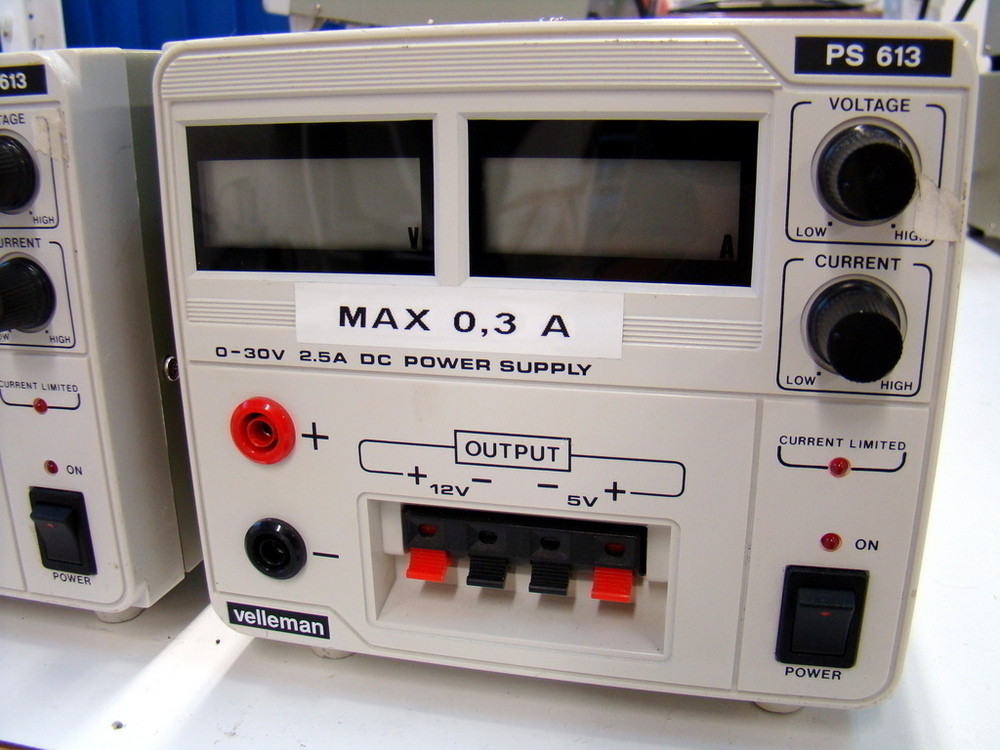 613
TAGE
HIGH
CURRENT
OW
HIGH
CURRENT LIMITED
ON
POWER
PS 613
VOLTAGE
LOW
HIGH
CURRENT
LOW
HIGH
V
A
MAX 0,3 A
0-30V 2.5A DC POWER SUPPLY
+
OUTPUT
+ 12V − − 5V +
−
CURRENT LIMITED
ON
POWER
velleman